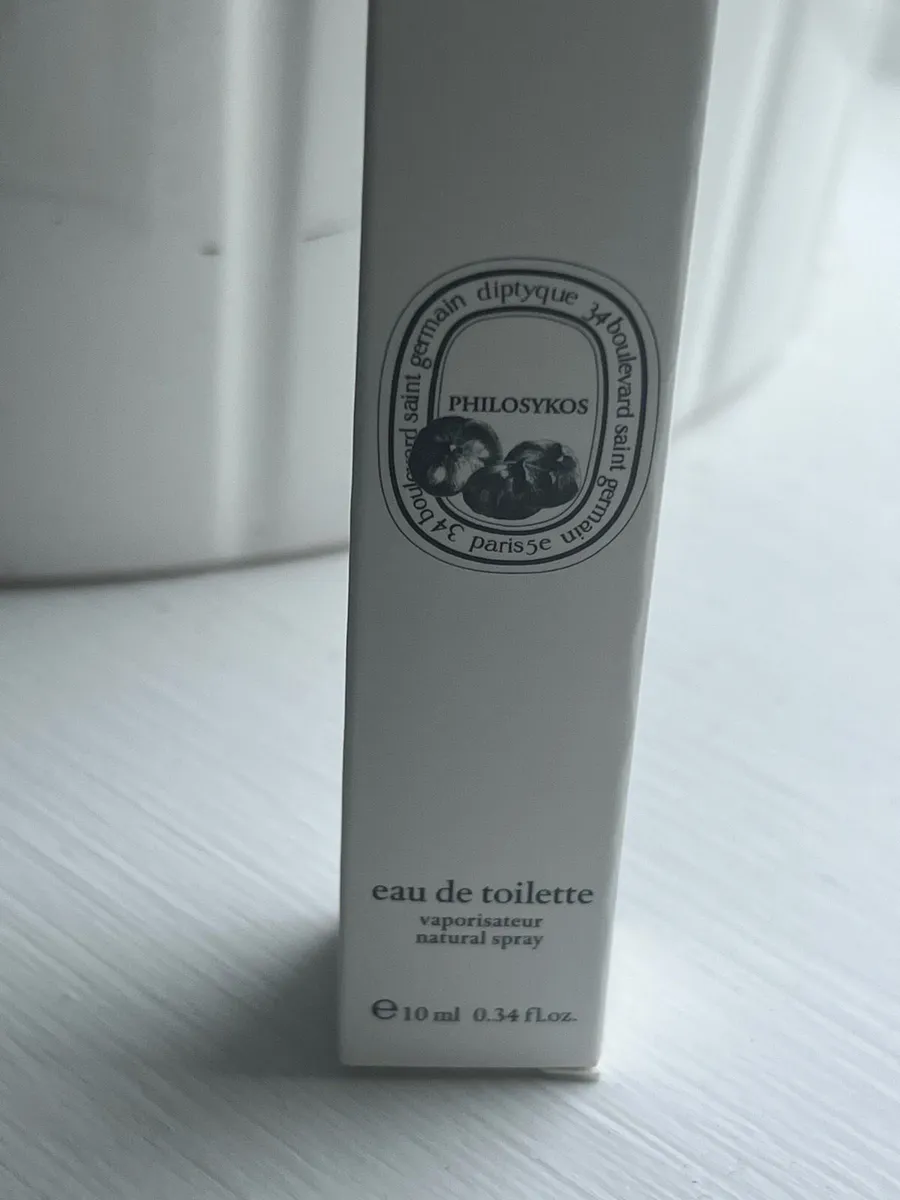 diptyque 34 boulevard saint germain paris 5e 34 boulevard saint germain
PHILOSYKOS
eau de toilette
vaporisateur
natural spray
℮ 10 ml 0.34 fl.oz.